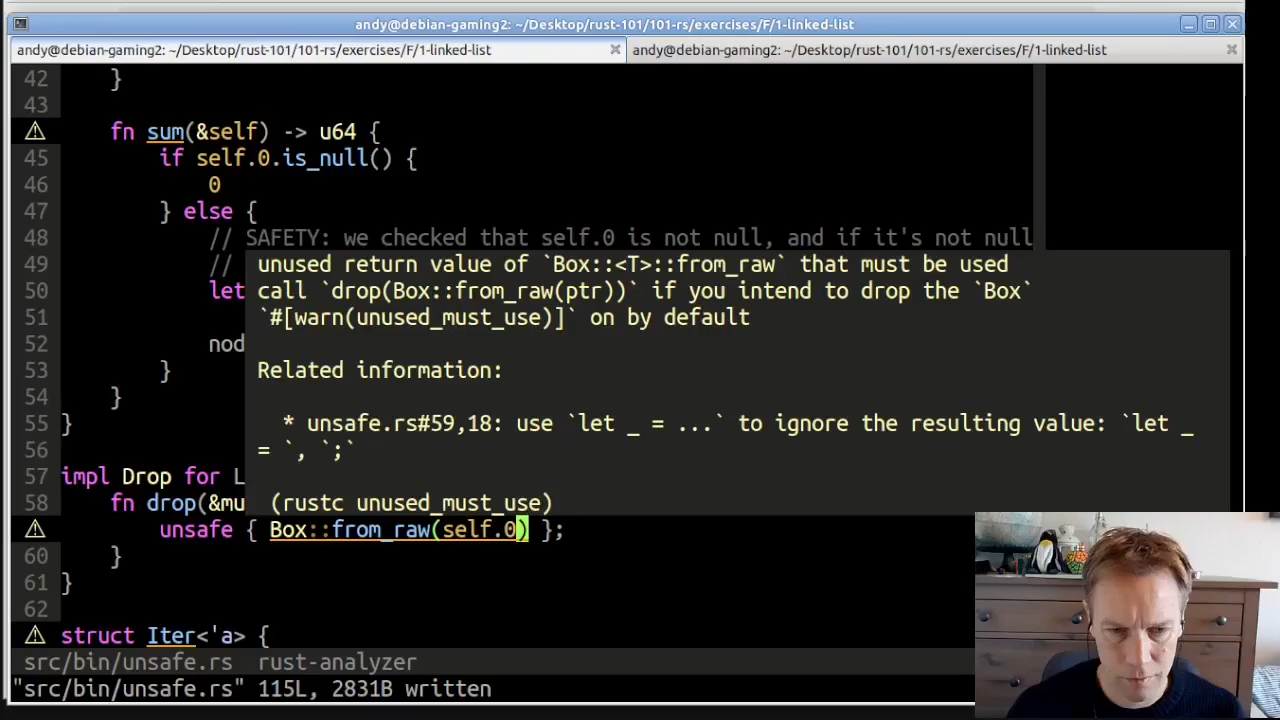 andy@debian-gaming2: ~/Desktop/rust-101/101-rs/exercises/F/1-linked-list
andy@debian-gaming2: ~/Desktop/rust-101/101-rs/exercises/F/1-linked-list
andy@debian-gaming2: ~/Desktop/rust-101/101-rs/exercises/F/1-linked-list
42     }
43
⚠     fn sum(&self) -> u64 {
45         if self.0.is_null() {
46             0
47         } else {
48             // SAFETY: we checked that self.0 is not null, and if it's not null
49             // unused return value of `Box::<T>::from_raw` that must be used
50             let call `drop(Box::from_raw(ptr))` if you intend to drop the `Box`
51 `#[warn(unused_must_use)]` on by default
52             nod
53         } Related information:
54     }
55 } * unsafe.rs#59,18: use `let _ = ...` to ignore the resulting value: `let _
56 = `, `;`
57 impl Drop for L
58     fn drop(&mu (rustc unused_must_use)
⚠         unsafe { Box::from_raw(self.0) };
60     }
61 }
62
⚠ struct Iter<'a> {
src/bin/unsafe.rs  rust-analyzer
"src/bin/unsafe.rs" 115L, 2831B written